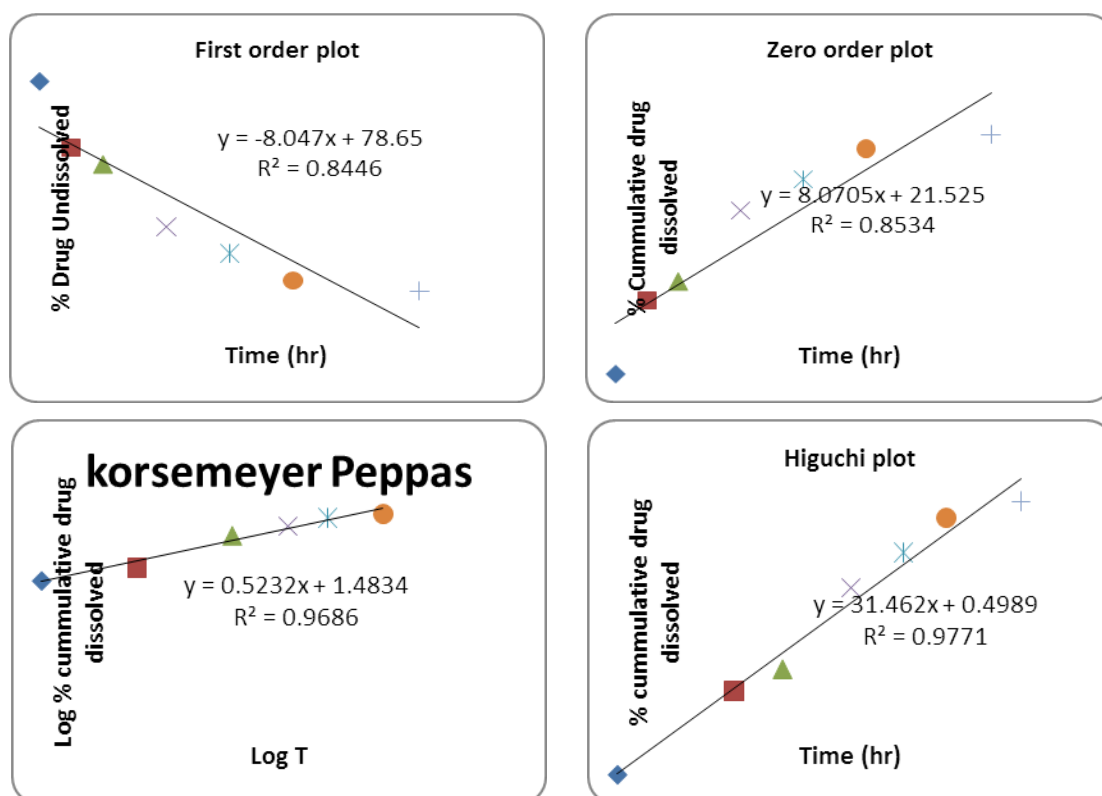 First order plot
% Drug Undissolved
y = -8.047x + 78.65
R² = 0.8446
Time (hr)
Zero order plot
% Cummulative drug
dissolved
y = 8.0705x + 21.525
R² = 0.8534
Time (hr)
korsemeyer Peppas
Log % cummulative drug
dissolved
y = 0.5232x + 1.4834
R² = 0.9686
Log T
Higuchi plot
% cummulative drug
dissolved
y = 31.462x + 0.4989
R² = 0.9771
Time (hr)